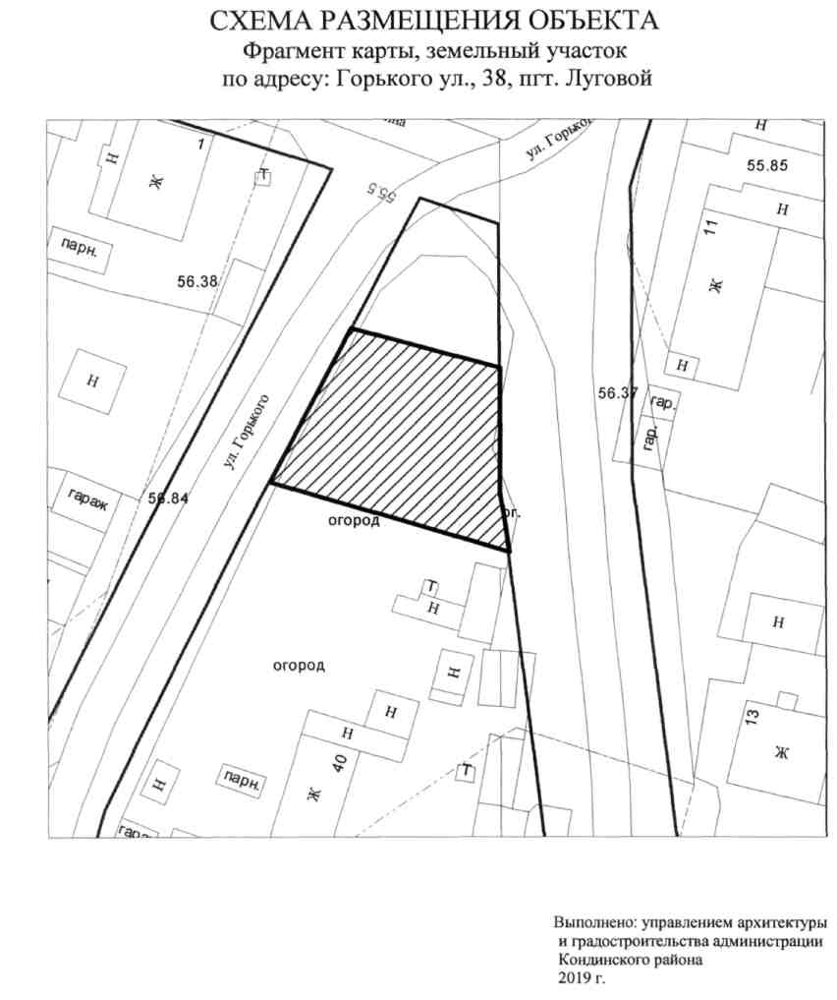 СХЕМА РАЗМЕЩЕНИЯ ОБЪЕКТА
Фрагмент карты, земельный участок
по адресу: Горького ул., 38, пгт. Луговой
1
Н
Ж
Т
55.5
ул. Горького
Н
55.85
Н
11
Ж
парн.
56.38
Н
Н
56.37
гар.
гар.
ул. Горького
гараж
56.84
огород
ог.
Т
Н
Н
огород
Н
Н
Н
13
Ж
40
Ж
Т
Н
парн.
Выполнено: управлением архитектуры
и градостроительства администрации
Кондинского района
2019 г.